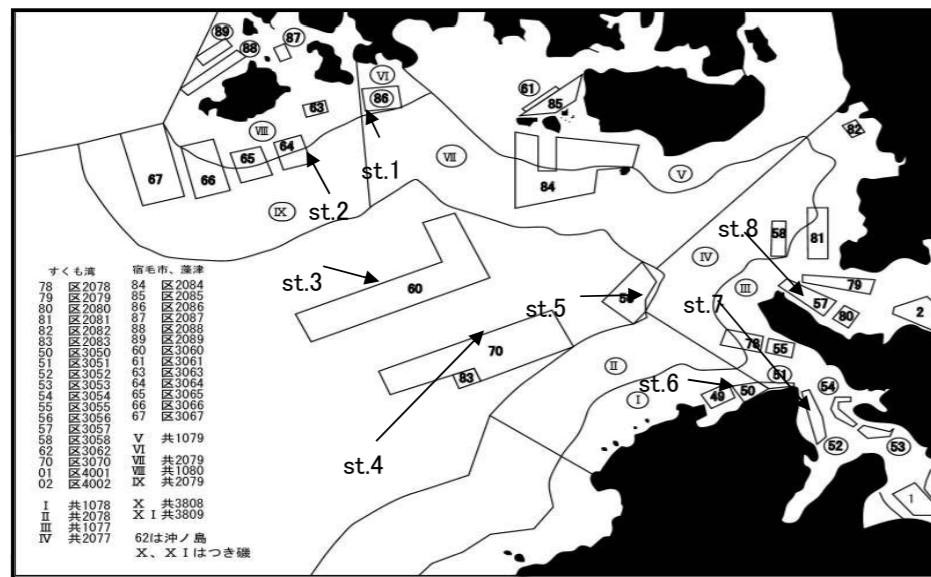 89
88
87
Ⅵ
86
61
85
63
82
Ⅷ
64
st.1
65
Ⅶ
67
66
st.2
84
Ⅴ
Ⅸ
58
81
st.8
Ⅳ
st.3
60
56
st.5
Ⅲ
79
57
80
2
st.7
70
83
78
55
Ⅱ
51
st.6
49
50
54
Ⅰ
st.4
52
53
1
すくも湾 宿毛市、藻津
78 区2078 84 区2084
79 区2079 85 区2085
80 区2080 86 区2086
81 区2081 87 区2087
82 区2082 88 区2088
83 区2083 89 区2089
50 区3050 60 区3060
51 区3051 61 区3061
52 区3052 63 区3063
53 区3053 64 区3064
54 区3054 65 区3065
55 区3055 66 区3066
56 区3056 67 区3067
57 区3057
58 区3058 Ⅴ 共1079
62 区3062 Ⅵ
70 区3070 Ⅶ 共2079
01 区4001 Ⅷ 共1080
02 区4002 Ⅸ 共2079
Ⅰ 共1078 Ⅹ 共3808
Ⅱ 共2078 ⅩⅠ共3809
Ⅲ 共1077
Ⅳ 共2077 62は沖ノ島
Ⅹ、ⅩⅠはつき磯